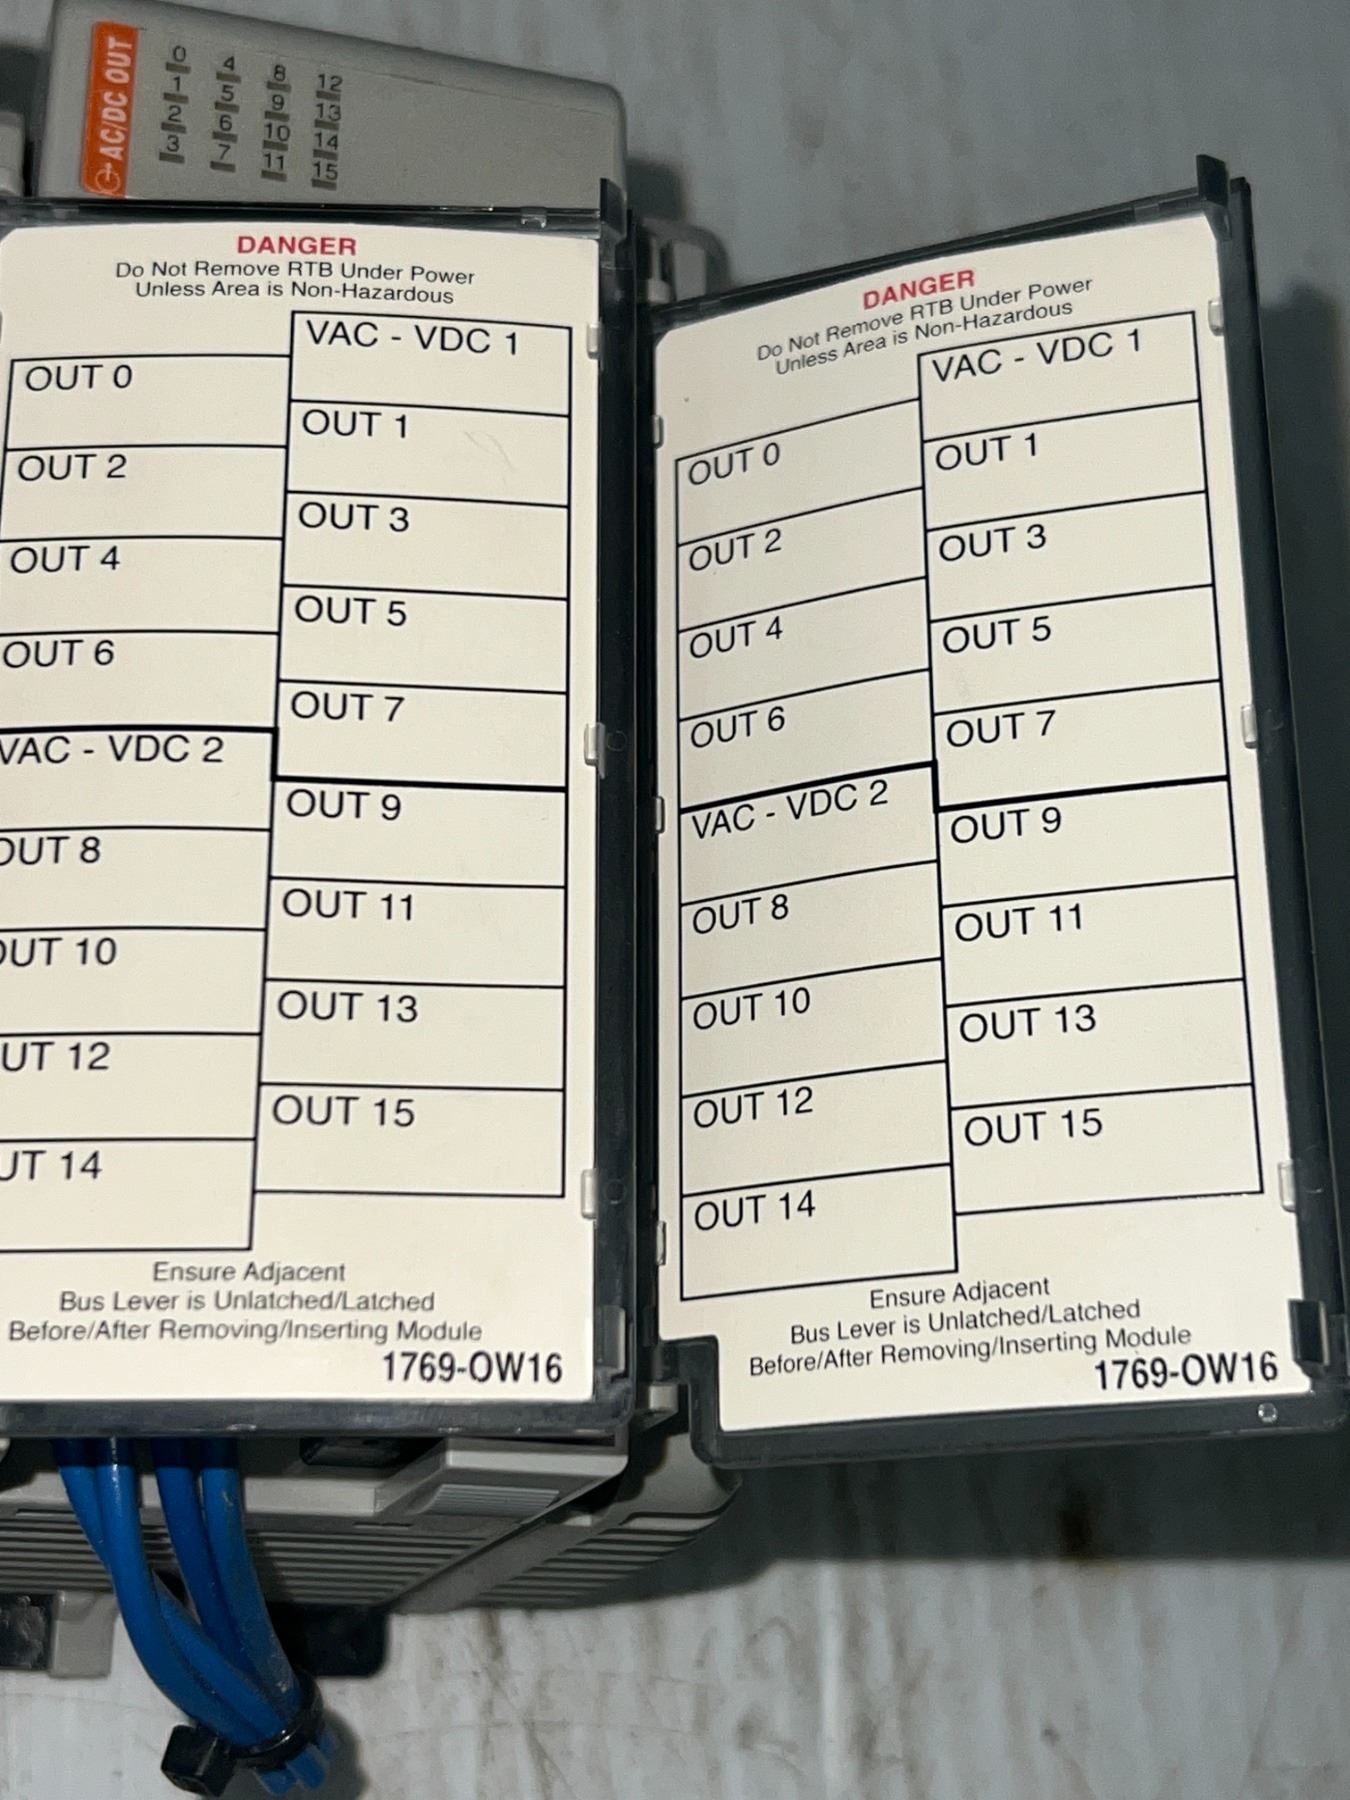 AC/DC OUT
0 4 8 12
1 5 9 13
2 6 10 14
3 7 11 15
DANGER
Do Not Remove RTB Under Power
Unless Area is Non-Hazardous
VAC - VDC 1
OUT 0
OUT 1
OUT 2
OUT 3
OUT 4
OUT 5
OUT 6
OUT 7
VAC - VDC 2
OUT 9
OUT 8
OUT 11
OUT 10
OUT 13
UT 12
OUT 15
UT 14
Ensure Adjacent
Bus Lever is Unlatched/Latched
Before/After Removing/Inserting Module
1769-OW16
DANGER
Do Not Remove RTB Under Power
Unless Area is Non-Hazardous
VAC - VDC 1
OUT 0
OUT 1
OUT 2
OUT 3
OUT 4
OUT 5
OUT 6
OUT 7
VAC - VDC 2
OUT 9
OUT 8
OUT 11
OUT 10
OUT 13
OUT 12
OUT 15
OUT 14
Ensure Adjacent
Bus Lever is Unlatched/Latched
Before/After Removing/Inserting Module
1769-OW16